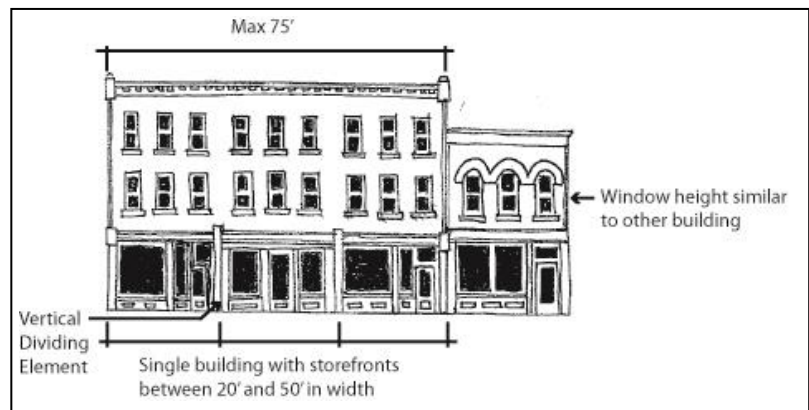 Max 75'
Window height similar
to other building
Vertical
Dividing
Element
Single building with storefronts
between 20' and 50' in width